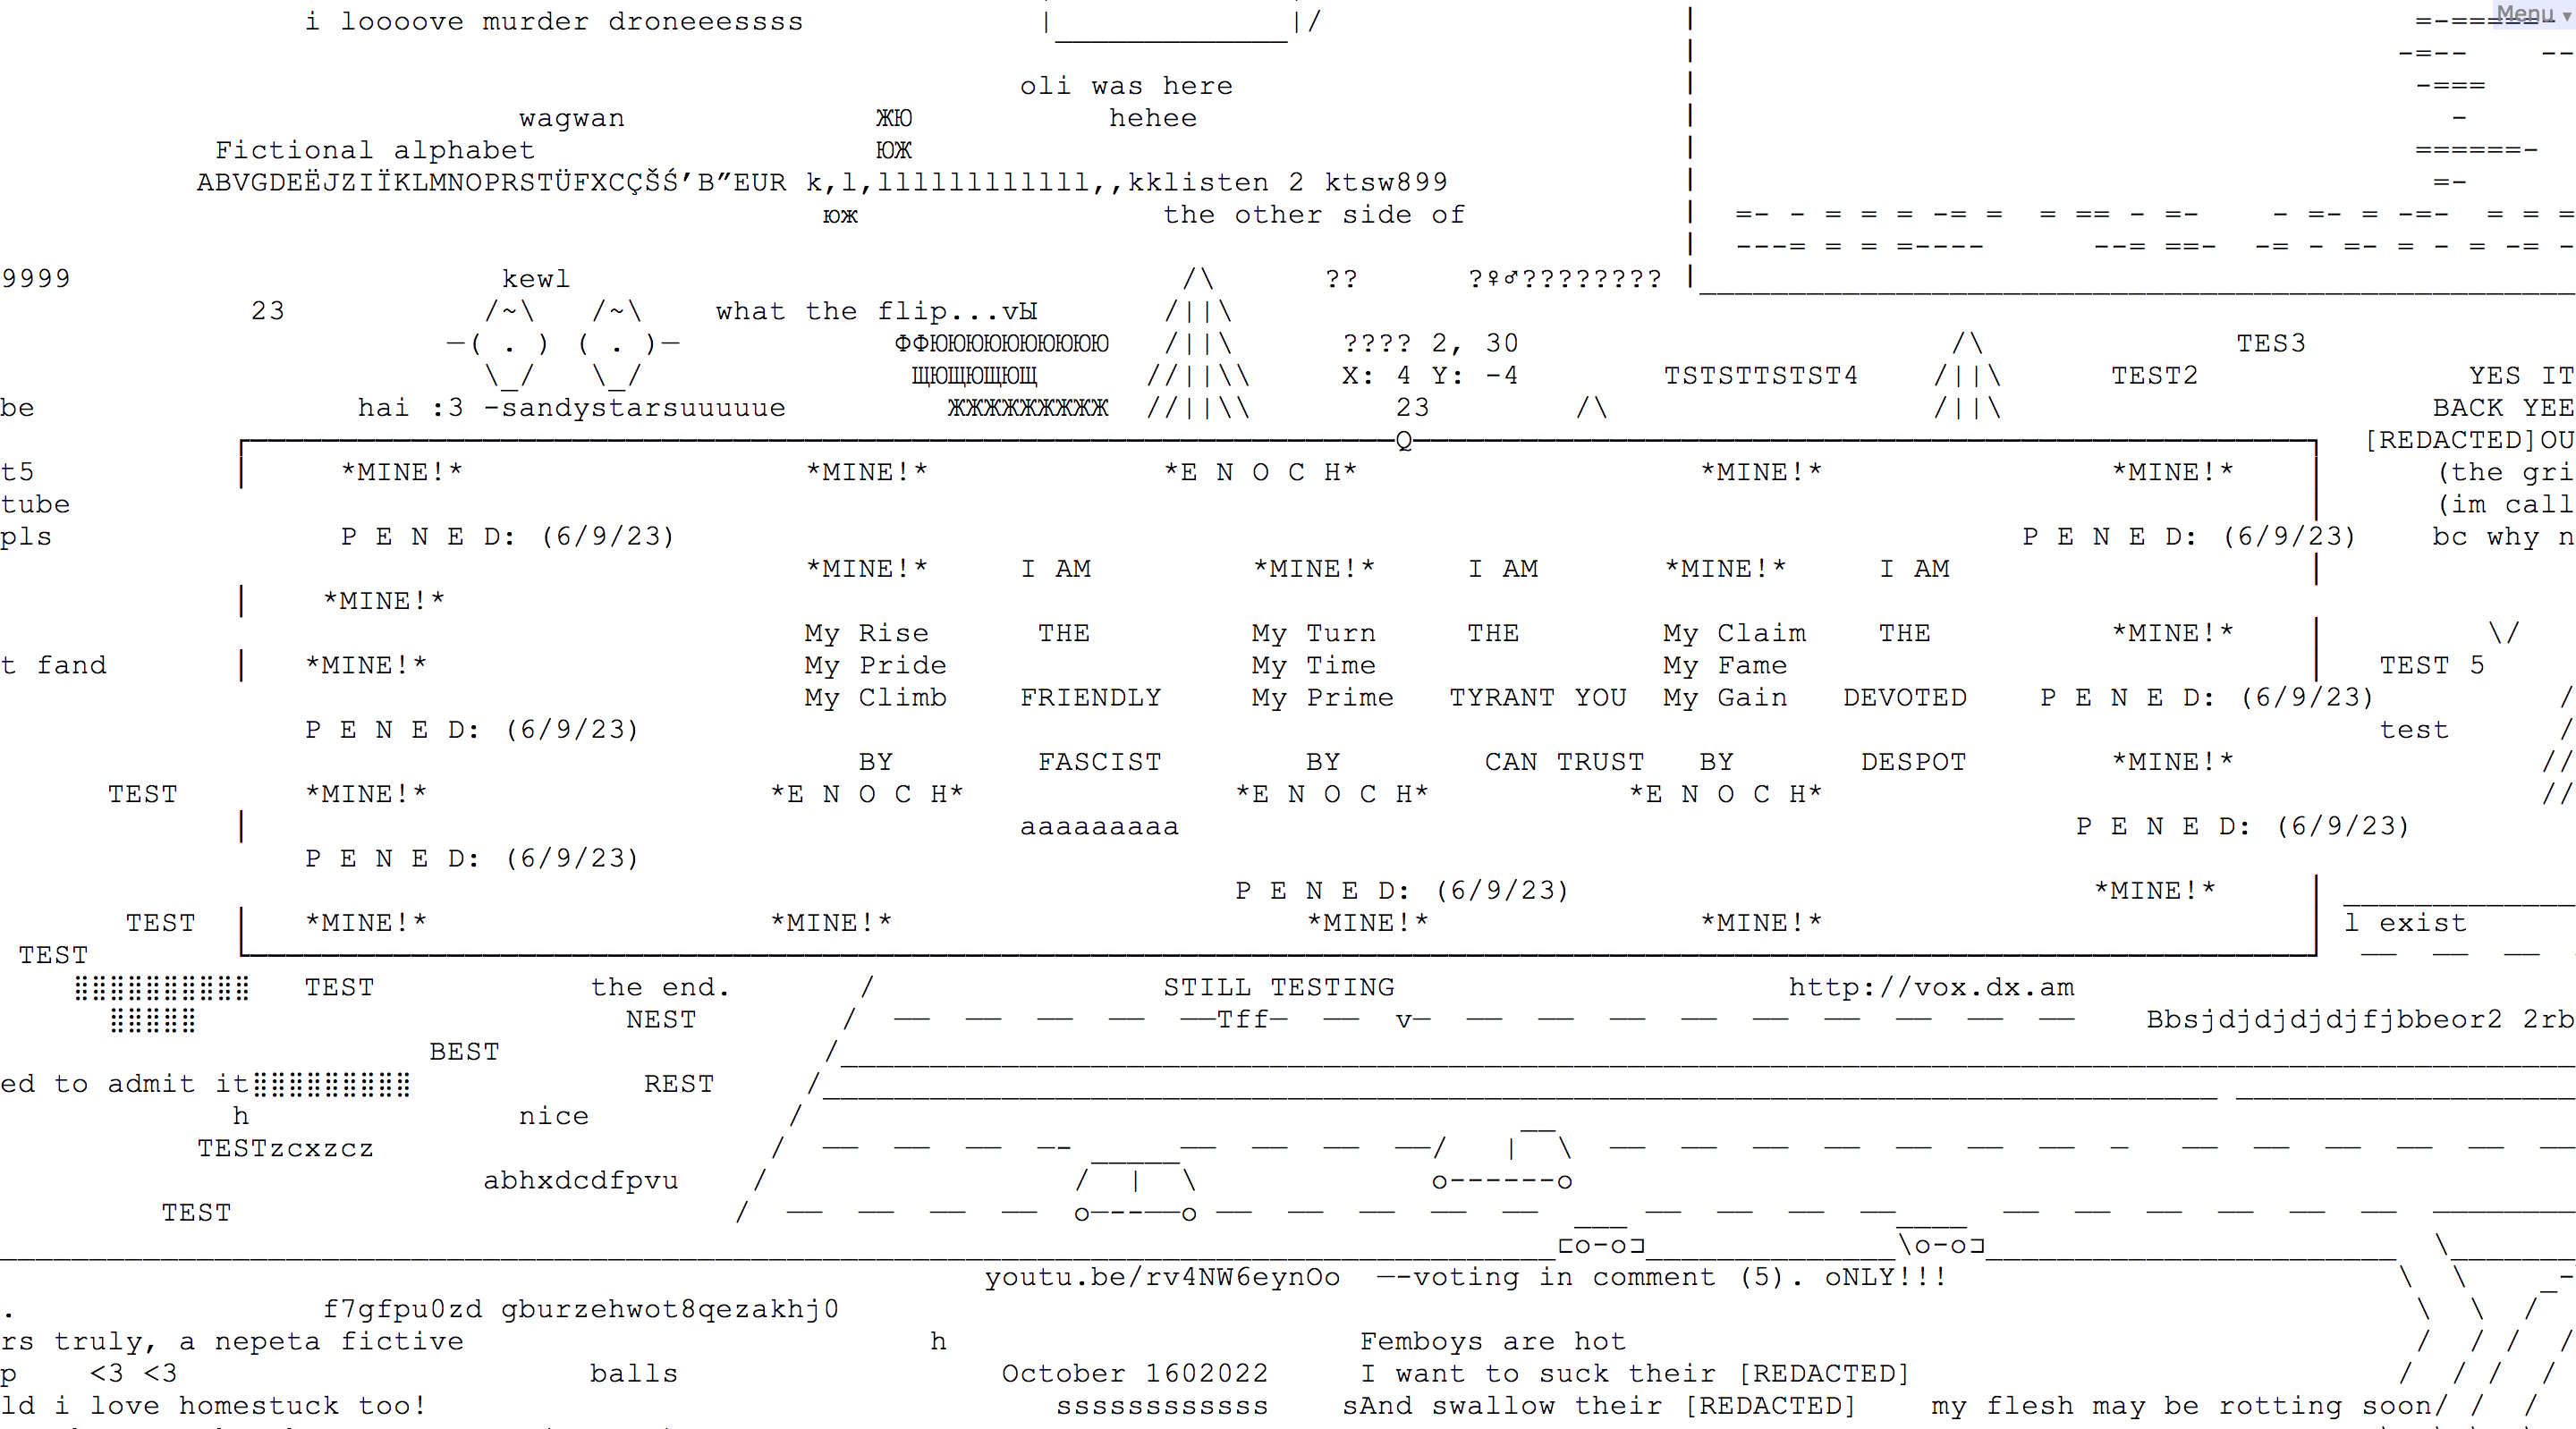 i loooove murder droneeessss |_____________|/ | =-====== Menu ▾
| -=-- --
oli was here | -===
wagwan ЖЮ hehee | -
Fictional alphabet ЮЖ | ======-
ABVGDEËJZIÏKLMNOPRSTÜFXCÇŠŚ’B”EUR k,l,llllllllllll,,kklisten 2 ktsw899 | =-
юж the other side of | =- - = = = -= = = == - =- - =- = -=- = = =
| ---= = = =---- --= ==- -= - =- = - = -= -
9999 kewl /\ ?? ?♀♂???????? |
23 /~\ /~\ what the flip...vЫ /||\
—( . ) ( . )— ФФЮЮЮЮЮЮЮЮЮЮ /||\ ???? 2, 30 /\ TES3
\_/ \_/ ЩЮЩЮЩЮЩ //||\\ X: 4 Y: -4 TSTSTTSTST4 /||\ TEST2 YES IT
be hai :3 -sandystarsuuuuue ЖЖЖЖЖЖЖЖЖ //||\\ 23 /\ /||\ BACK YEE
Q [REDACTED]OU
t5 *MINE!* *MINE!* *E N O C H* *MINE!* *MINE!* (the gri
tube (im call
pls P E N E D: (6/9/23) P E N E D: (6/9/23) bc why n
*MINE!* I AM *MINE!* I AM *MINE!* I AM
*MINE!*
My Rise THE My Turn THE My Claim THE *MINE!* \/
t fand *MINE!* My Pride My Time My Fame TEST 5
My Climb FRIENDLY My Prime TYRANT YOU My Gain DEVOTED P E N E D: (6/9/23) /
P E N E D: (6/9/23) test /
BY FASCIST BY CAN TRUST BY DESPOT *MINE!* //
TEST *MINE!* *E N O C H* *E N O C H* *E N O C H* //
aaaaaaaaa P E N E D: (6/9/23)
P E N E D: (6/9/23)
P E N E D: (6/9/23) *MINE!*
TEST *MINE!* *MINE!* *MINE!* *MINE!* l exist
TEST
⣿⣿⣿⣿⣿⣿⣿⣿⣿⣿ TEST the end. / STILL TESTING http://vox.dx.am
⣿⣿⣿⣿⣿ NEST / —— —— —— —— ——Tff— —— v— —— —— —— —— —— —— —— —— —— Bbsjdjdjdjdjfjbbeor2 2rb
BEST /
ed to admit it⣿⣿⣿⣿⣿⣿⣿⣿⣿ REST /
h nice /
TESTzcxzcz / —— —— —— —- —— —— —— ——/ | \ —— —— —— —— —— —— —— — —— —— —— —— —— ——
abhxdcdfpvu / / | \ o------o
TEST / —— —— —— —— o—--——o —— —— —— —— —— —— —— —— —— —— —— —— —— —— ——
⊏o-o⊐ \o-o⊐ \
youtu.be/rv4NW6eynOo —-voting in comment (5). oNLY!!! \ \ _-
. f7gfpu0zd gburzehwot8qezakhj0 \ \ /
rs truly, a nepeta fictive h Femboys are hot / / / /
p <3 <3 balls October 1602022 I want to suck their [REDACTED] / / / /
ld i love homestuck too! ssssssssssss sAnd swallow their [REDACTED] my flesh may be rotting soon/ / /